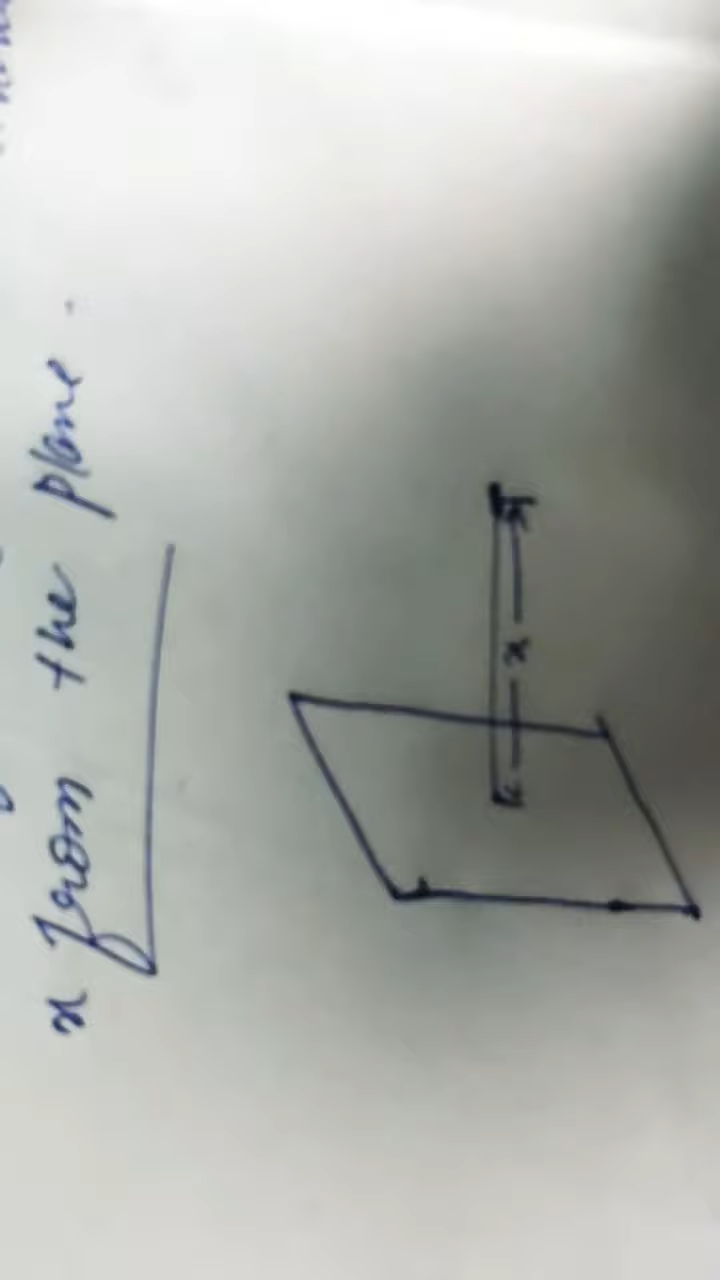 x from the plane.
x